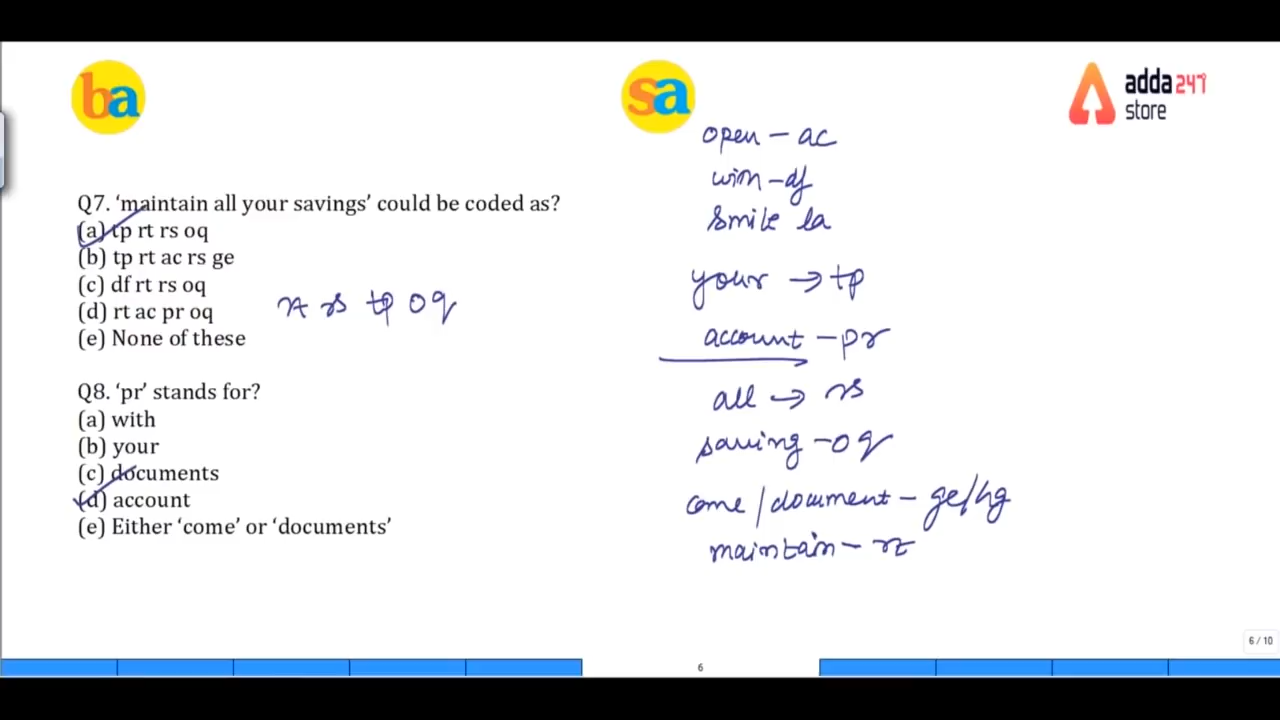 ba
sa
adda247
store
open - ac
with - df
Smile la
Q7. ‘maintain all your savings’ could be coded as?
(a) tp rt rs oq
(b) tp rt ac rs ge
(c) df rt rs oq
(d) rt ac pr oq
(e) None of these
rt rs tp oq
your → tp
account - pr
all → rs
saving - oq
come/document - ge/hg
maintain - rt
Q8. ‘pr’ stands for?
(a) with
(b) your
(c) documents
(d) account
(e) Either ‘come’ or ‘documents’
6 / 10
6